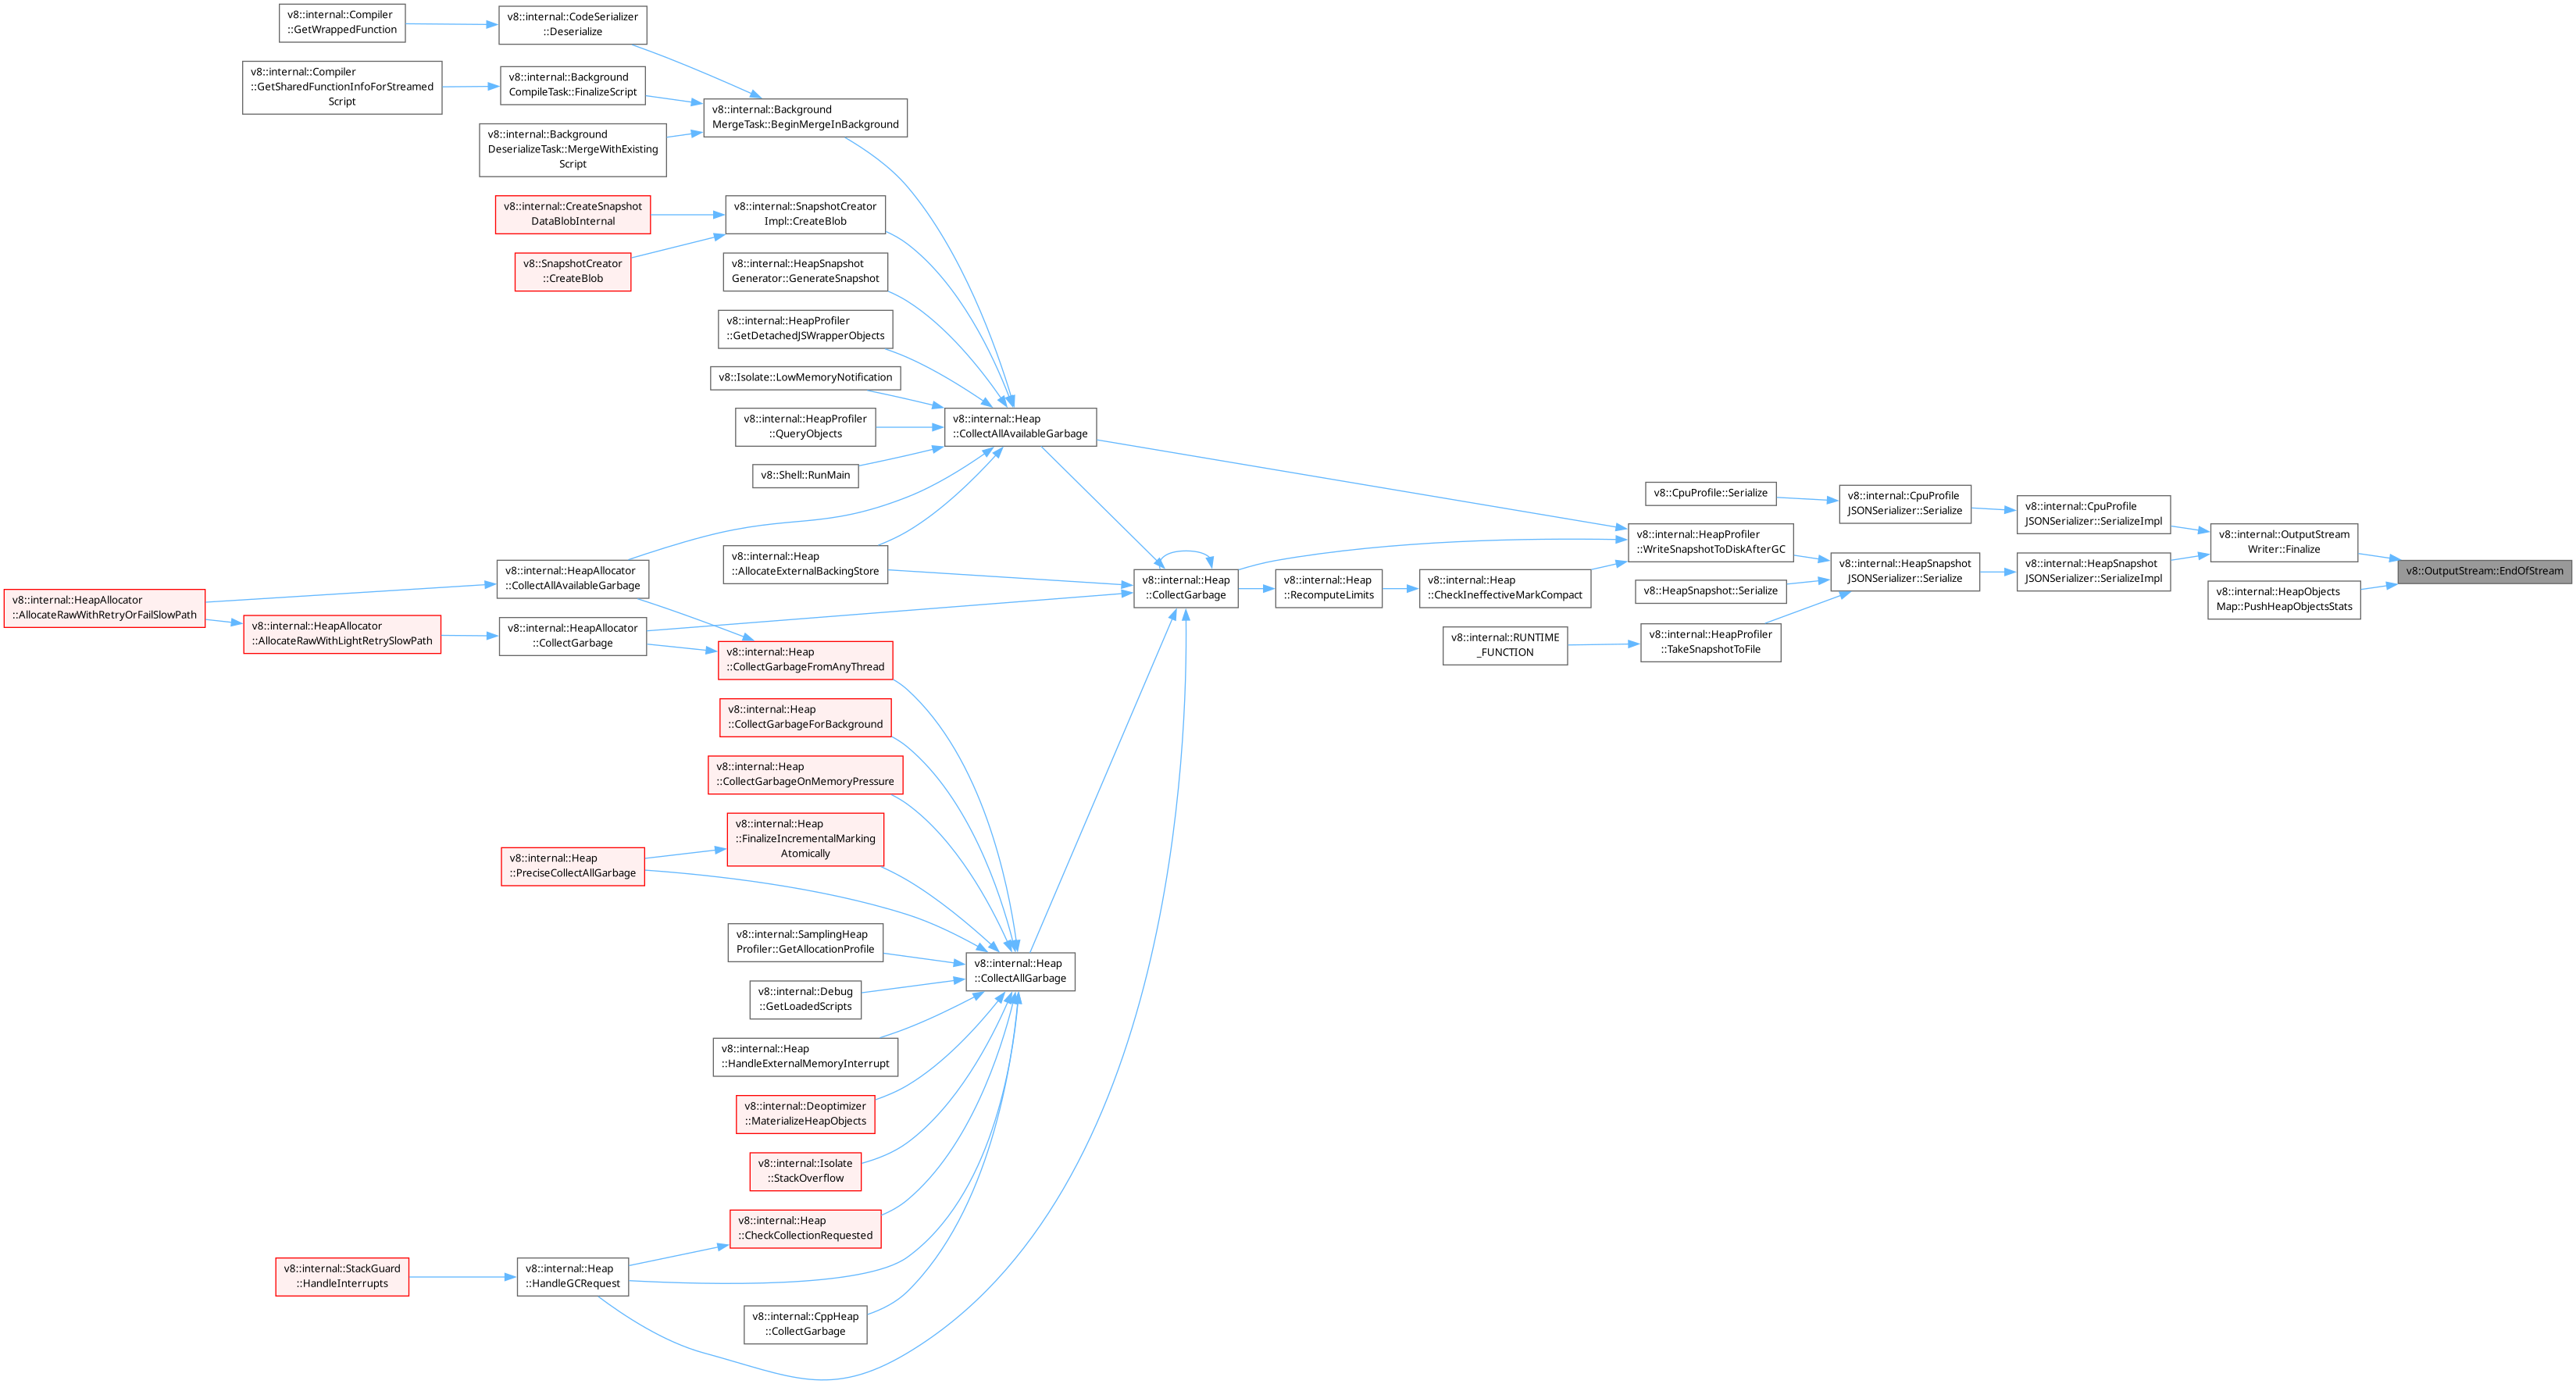 v8::internal::Compiler
::GetWrappedFunction
v8::internal::CodeSerializer
::Deserialize
v8::internal::Compiler
::GetSharedFunctionInfoForStreamed
Script
v8::internal::Background
CompileTask::FinalizeScript
v8::internal::Background
MergeTask::BeginMergeInBackground
v8::internal::Background
DeserializeTask::MergeWithExisting
Script
v8::internal::CreateSnapshot
DataBlobInternal
v8::internal::SnapshotCreator
Impl::CreateBlob
v8::SnapshotCreator
::CreateBlob
v8::internal::HeapSnapshot
Generator::GenerateSnapshot
v8::internal::HeapProfiler
::GetDetachedJSWrapperObjects
v8::Isolate::LowMemoryNotification
v8::internal::HeapProfiler
::QueryObjects
v8::internal::Heap
::CollectAllAvailableGarbage
v8::Shell::RunMain
v8::CpuProfile::Serialize
v8::internal::CpuProfile
JSONSerializer::Serialize
v8::internal::CpuProfile
JSONSerializer::SerializeImpl
v8::internal::HeapProfiler
::WriteSnapshotToDiskAfterGC
v8::internal::OutputStream
Writer::Finalize
v8::internal::Heap
::AllocateExternalBackingStore
v8::internal::HeapAllocator
::CollectAllAvailableGarbage
v8::internal::Heap
::CollectGarbage
v8::internal::Heap
::RecomputeLimits
v8::internal::Heap
::CheckIneffectiveMarkCompact
v8::HeapSnapshot::Serialize
v8::internal::HeapSnapshot
JSONSerializer::Serialize
v8::internal::HeapSnapshot
JSONSerializer::SerializeImpl
v8::OutputStream::EndOfStream
v8::internal::HeapObjects
Map::PushHeapObjectsStats
v8::internal::HeapAllocator
::AllocateRawWithRetryOrFailSlowPath
v8::internal::HeapAllocator
::AllocateRawWithLightRetrySlowPath
v8::internal::HeapAllocator
::CollectGarbage
v8::internal::Heap
::CollectGarbageFromAnyThread
v8::internal::RUNTIME
_FUNCTION
v8::internal::HeapProfiler
::TakeSnapshotToFile
v8::internal::Heap
::CollectGarbageForBackground
v8::internal::Heap
::CollectGarbageOnMemoryPressure
v8::internal::Heap
::FinalizeIncrementalMarking
Atomically
v8::internal::Heap
::PreciseCollectAllGarbage
v8::internal::SamplingHeap
Profiler::GetAllocationProfile
v8::internal::Heap
::CollectAllGarbage
v8::internal::Debug
::GetLoadedScripts
v8::internal::Heap
::HandleExternalMemoryInterrupt
v8::internal::Deoptimizer
::MaterializeHeapObjects
v8::internal::Isolate
::StackOverflow
v8::internal::Heap
::CheckCollectionRequested
v8::internal::StackGuard
::HandleInterrupts
v8::internal::Heap
::HandleGCRequest
v8::internal::CppHeap
::CollectGarbage